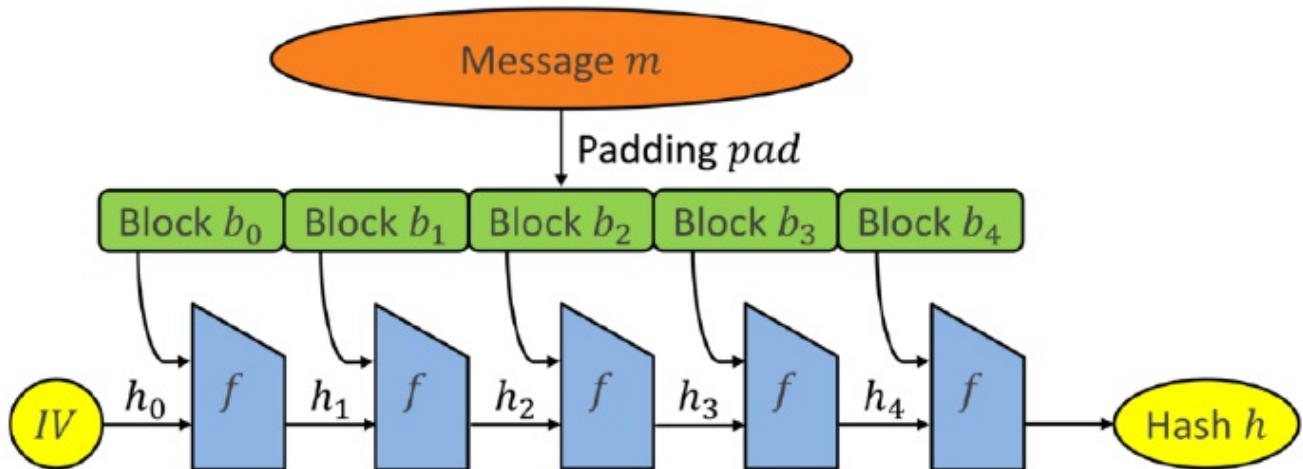 Message m
Padding pad
Block b₀ Block b₁ Block b₂ Block b₃ Block b₄
IV h₀ f h₁ f h₂ f h₃ f h₄ f Hash h